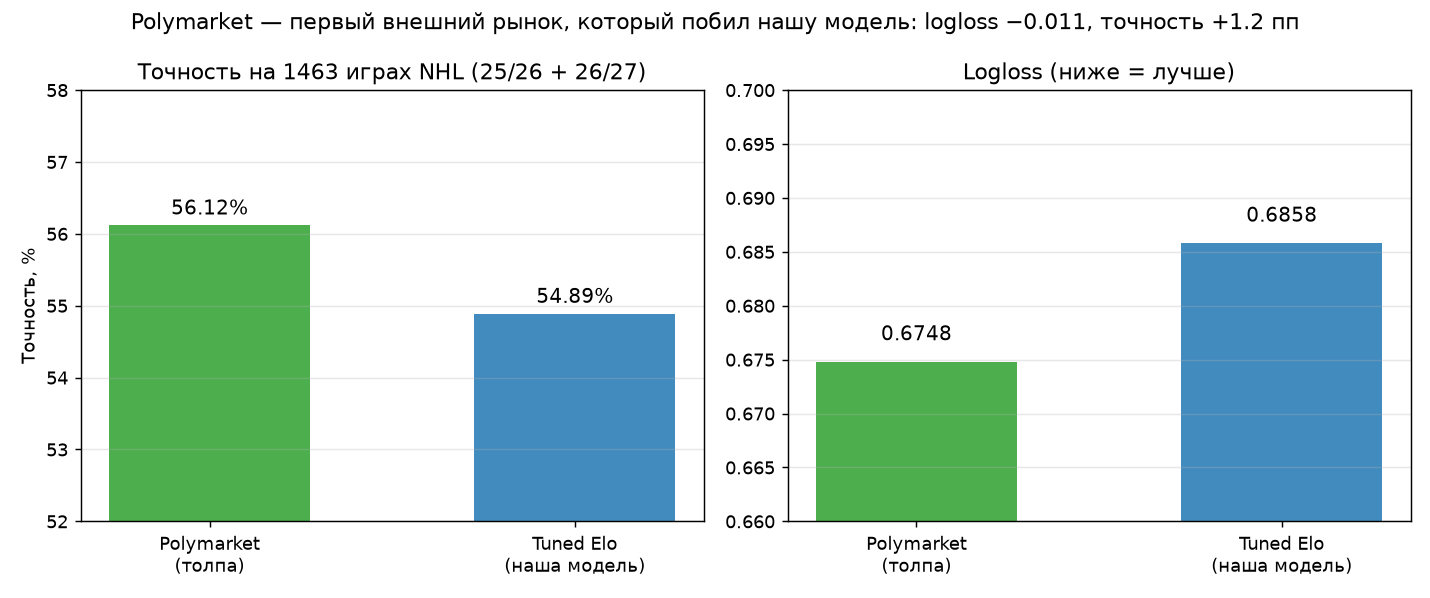 Polymarket — первый внешний рынок, который побил нашу модель: logloss −0.011, точность +1.2 пп
Точность на 1463 играх NHL (25/26 + 26/27)
Точность, %
58
57
56
55
54
53
52
56.12%
54.89%
Polymarket
(толпа)
Tuned Elo
(наша модель)
Logloss (ниже = лучше)
0.700
0.695
0.690
0.685
0.680
0.675
0.670
0.665
0.660
0.6748
0.6858
Polymarket
(толпа)
Tuned Elo
(наша модель)